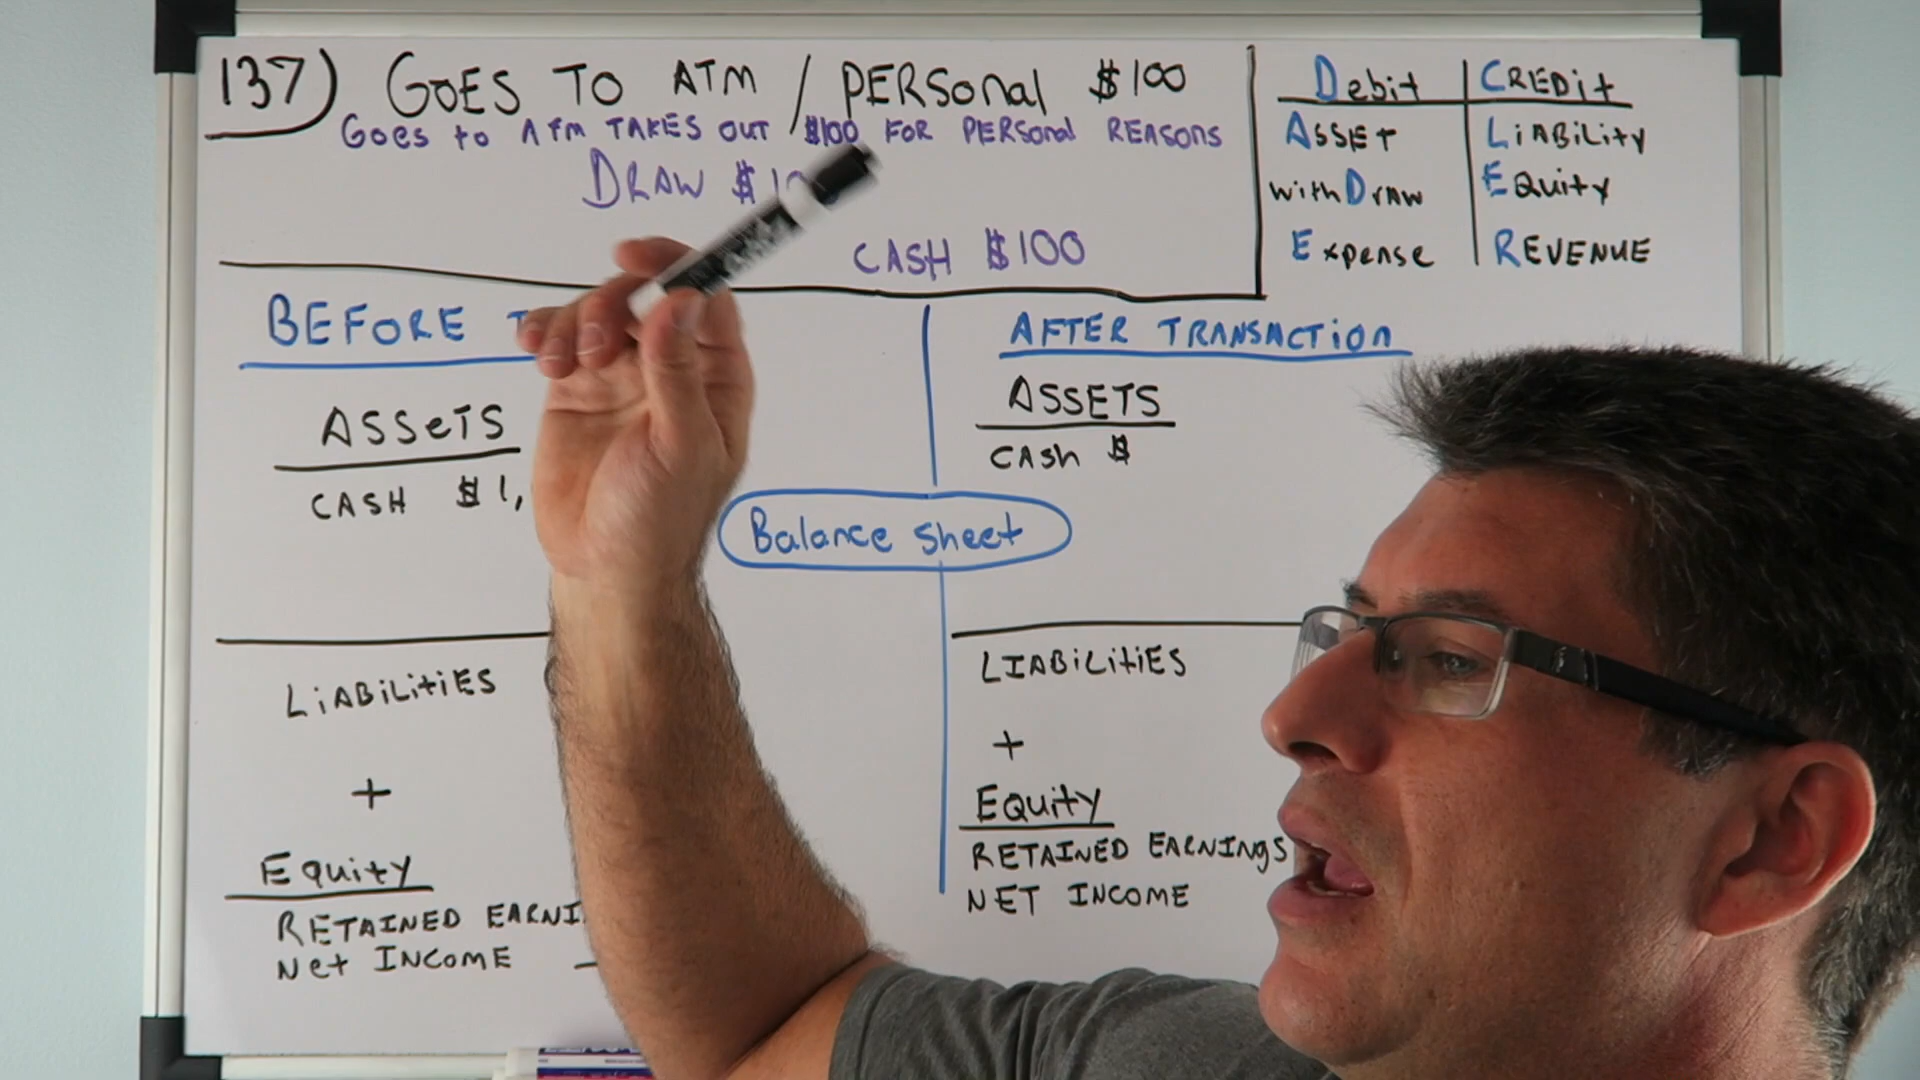 137) GOES TO ATM / PERSonal $100
Goes to ATM TAKES OUT $100 FOR PERSonal REASONS
DRAW $10
CASH $100
Debit CREDit
ASSET LiABiLity
withDrAW EQuity
Expense REVENUE
BEFORE
ASSeTS
CASH $1,
LiABiLitiES
+
Equity
RETAINED EARNI
Net INCOME
Balance sheet
AFTER TRANSACTion
ASSETS
CASh $
LIABiLitiES
+
EQuity
RETAINED EARNINgS
NET INCOME